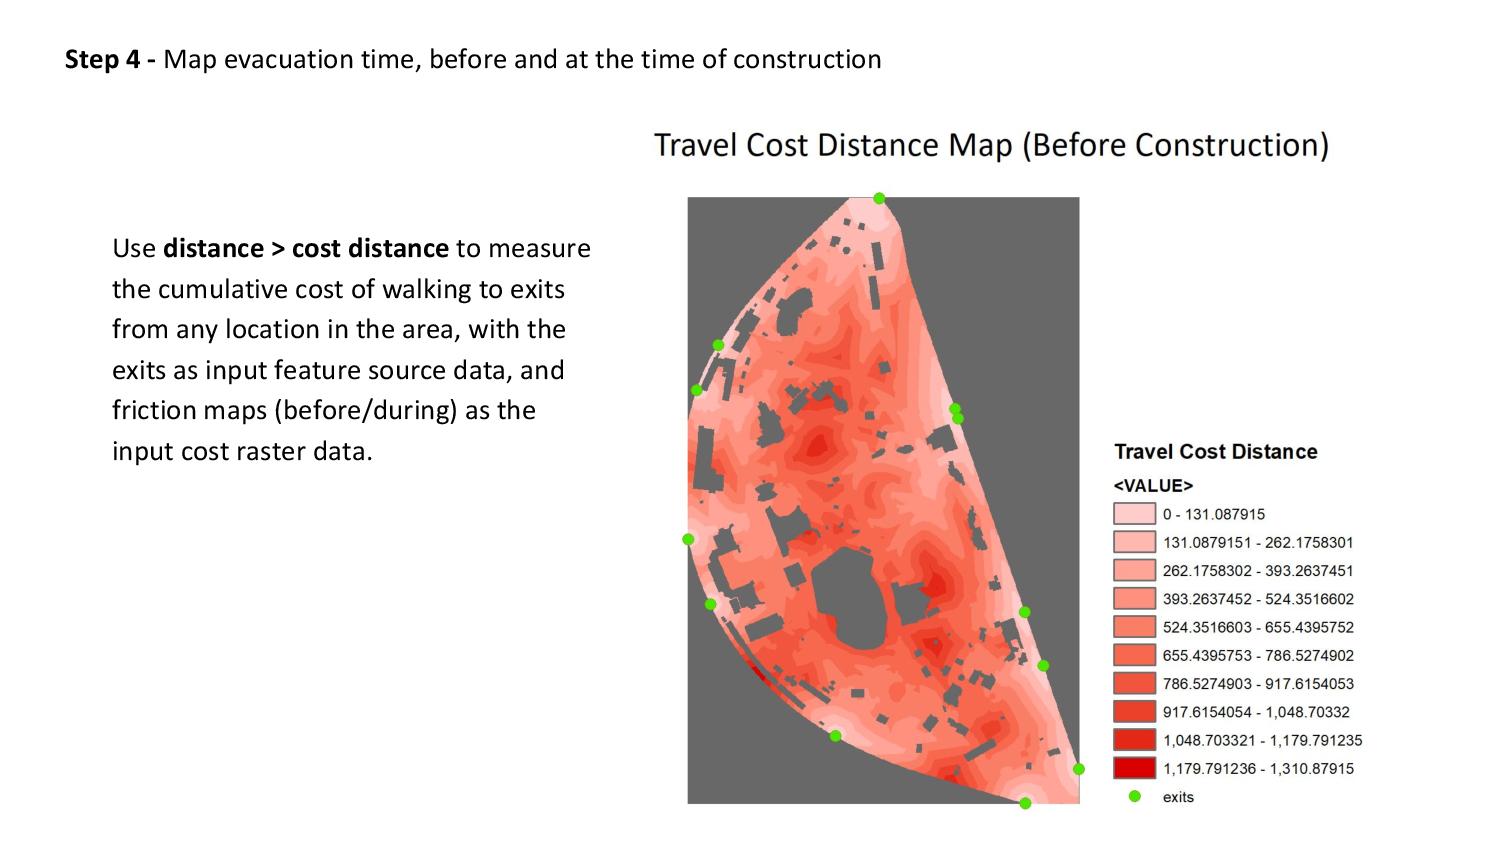 Step 4 - Map evacuation time, before and at the time of construction
Use distance > cost distance to measure
the cumulative cost of walking to exits
from any location in the area, with the
exits as input feature source data, and
friction maps (before/during) as the
input cost raster data.
Travel Cost Distance Map (Before Construction)
Travel Cost Distance
<VALUE>
0 - 131.087915
131.0879151 - 262.1758301
262.1758302 - 393.2637451
393.2637452 - 524.3516602
524.3516603 - 655.4395752
655.4395753 - 786.5274902
786.5274903 - 917.6154053
917.6154054 - 1,048.70332
1,048.703321 - 1,179.791235
1,179.791236 - 1,310.87915
exits